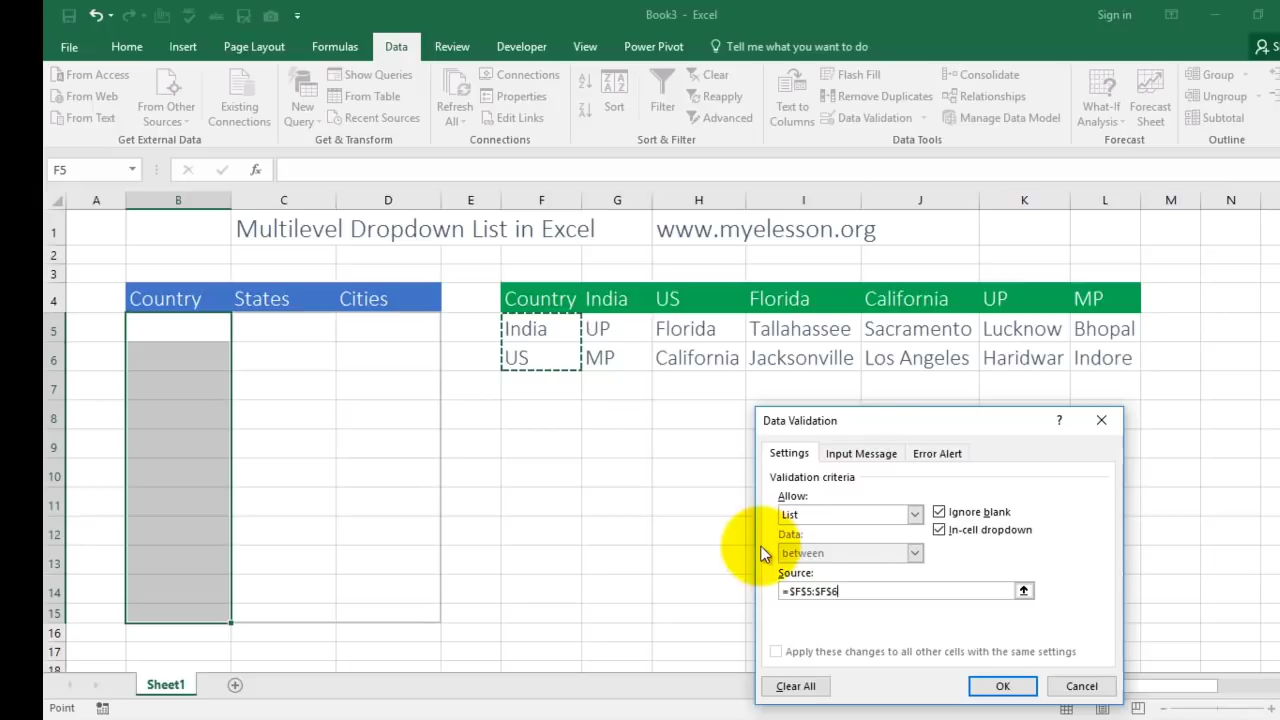 Book3 - Excel
Sign in
File Home Insert Page Layout Formulas Data Review Developer View Power Pivot Tell me what you want to do
From Access
From Web
From Text
From Other Sources
Existing Connections
Get External Data
New Query
Show Queries
From Table
Recent Sources
Get & Transform
Refresh All
Connections
Properties
Edit Links
Connections
Sort
Filter
Clear
Reapply
Advanced
Sort & Filter
Text to Columns
Flash Fill
Remove Duplicates
Data Validation
Consolidate
Relationships
Manage Data Model
Data Tools
What-If Analysis
Forecast Sheet
Forecast
Group
Ungroup
Subtotal
Outline
F5 fx
A B C D E F G H I J K L M N
1 Multilevel Dropdown List in Excel www.myelesson.org
2
3
4 Country States Cities Country India US Florida California UP MP
5 India UP Florida Tallahassee Sacramento Lucknow Bhopal
6 US MP California Jacksonville Los Angeles Haridwar Indore
7
8
9
10
11
12
13
14
15
16
17
18
Data Validation ?
Settings Input Message Error Alert
Validation criteria
Allow:
List Ignore blank
Data: In-cell dropdown
between
Source:
=$F$5:$F$6
Apply these changes to all other cells with the same settings
Clear All OK Cancel
Sheet1
Point